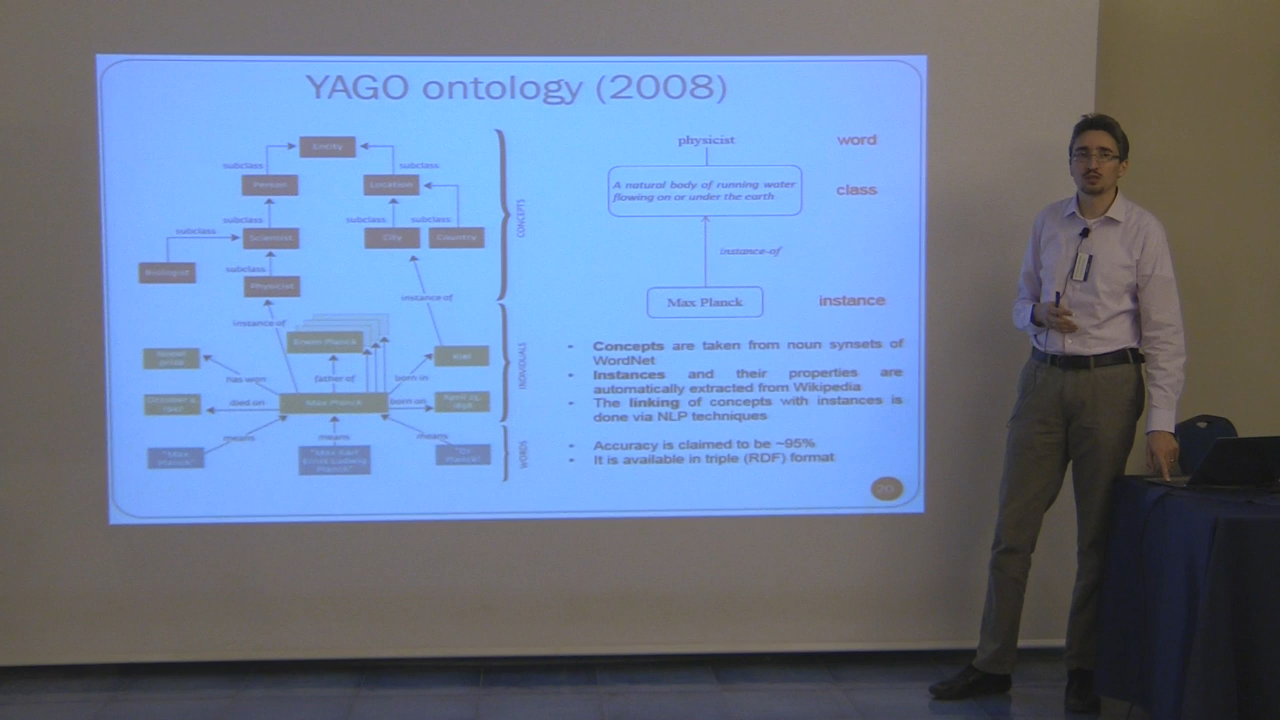 YAGO ontology (2008)
Entity
subclass
subclass
Person
Location
subclass
subclass
subclass
subclass
Scientist
City
Country
Biologist
subclass
Physicist
instance of
instance of
Erwin Planck
Nobel
prize
Kiel
has won
father of
born in
October 4,
1947
died on
Max Planck
born on
April 23,
1858
means
means
means
"Max
Planck"
"Max Karl
Ernst Ludwig
Planck"
"Dr
Planck"
CONCEPTS
INDIVIDUALS
WORDS
physicist
word
A natural body of running water
flowing on or under the earth
class
instance-of
Max Planck
instance
• Concepts are taken from noun synsets of
WordNet
• Instances and their properties are
automatically extracted from Wikipedia
• The linking of concepts with instances is
done via NLP techniques
• Accuracy is claimed to be ~95%
• It is available in triple (RDF) format
20